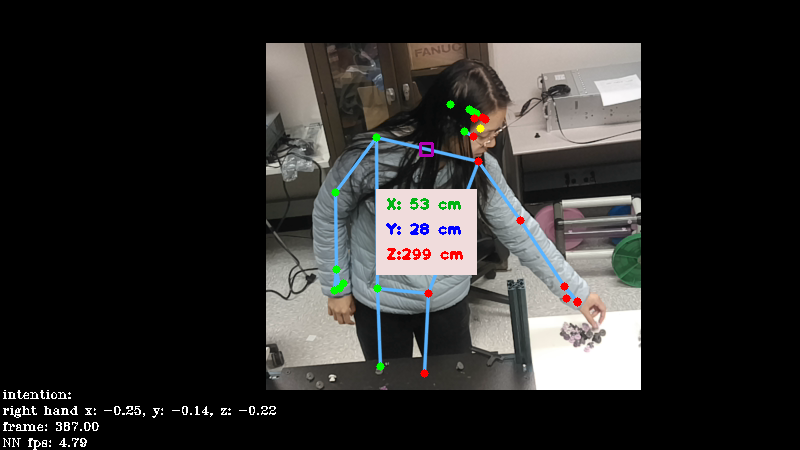 FANUC
X: 53 cm
Y: 28 cm
Z:299 cm
intention:
right hand x: -0.25, y: -0.14, z: -0.22
frame: 387.00
NN fps: 4.79